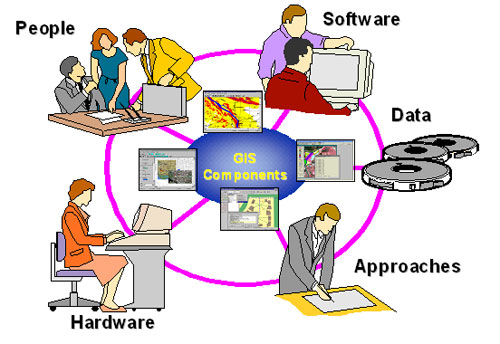 People
Software
Data
GIS
Components
Approaches
Hardware